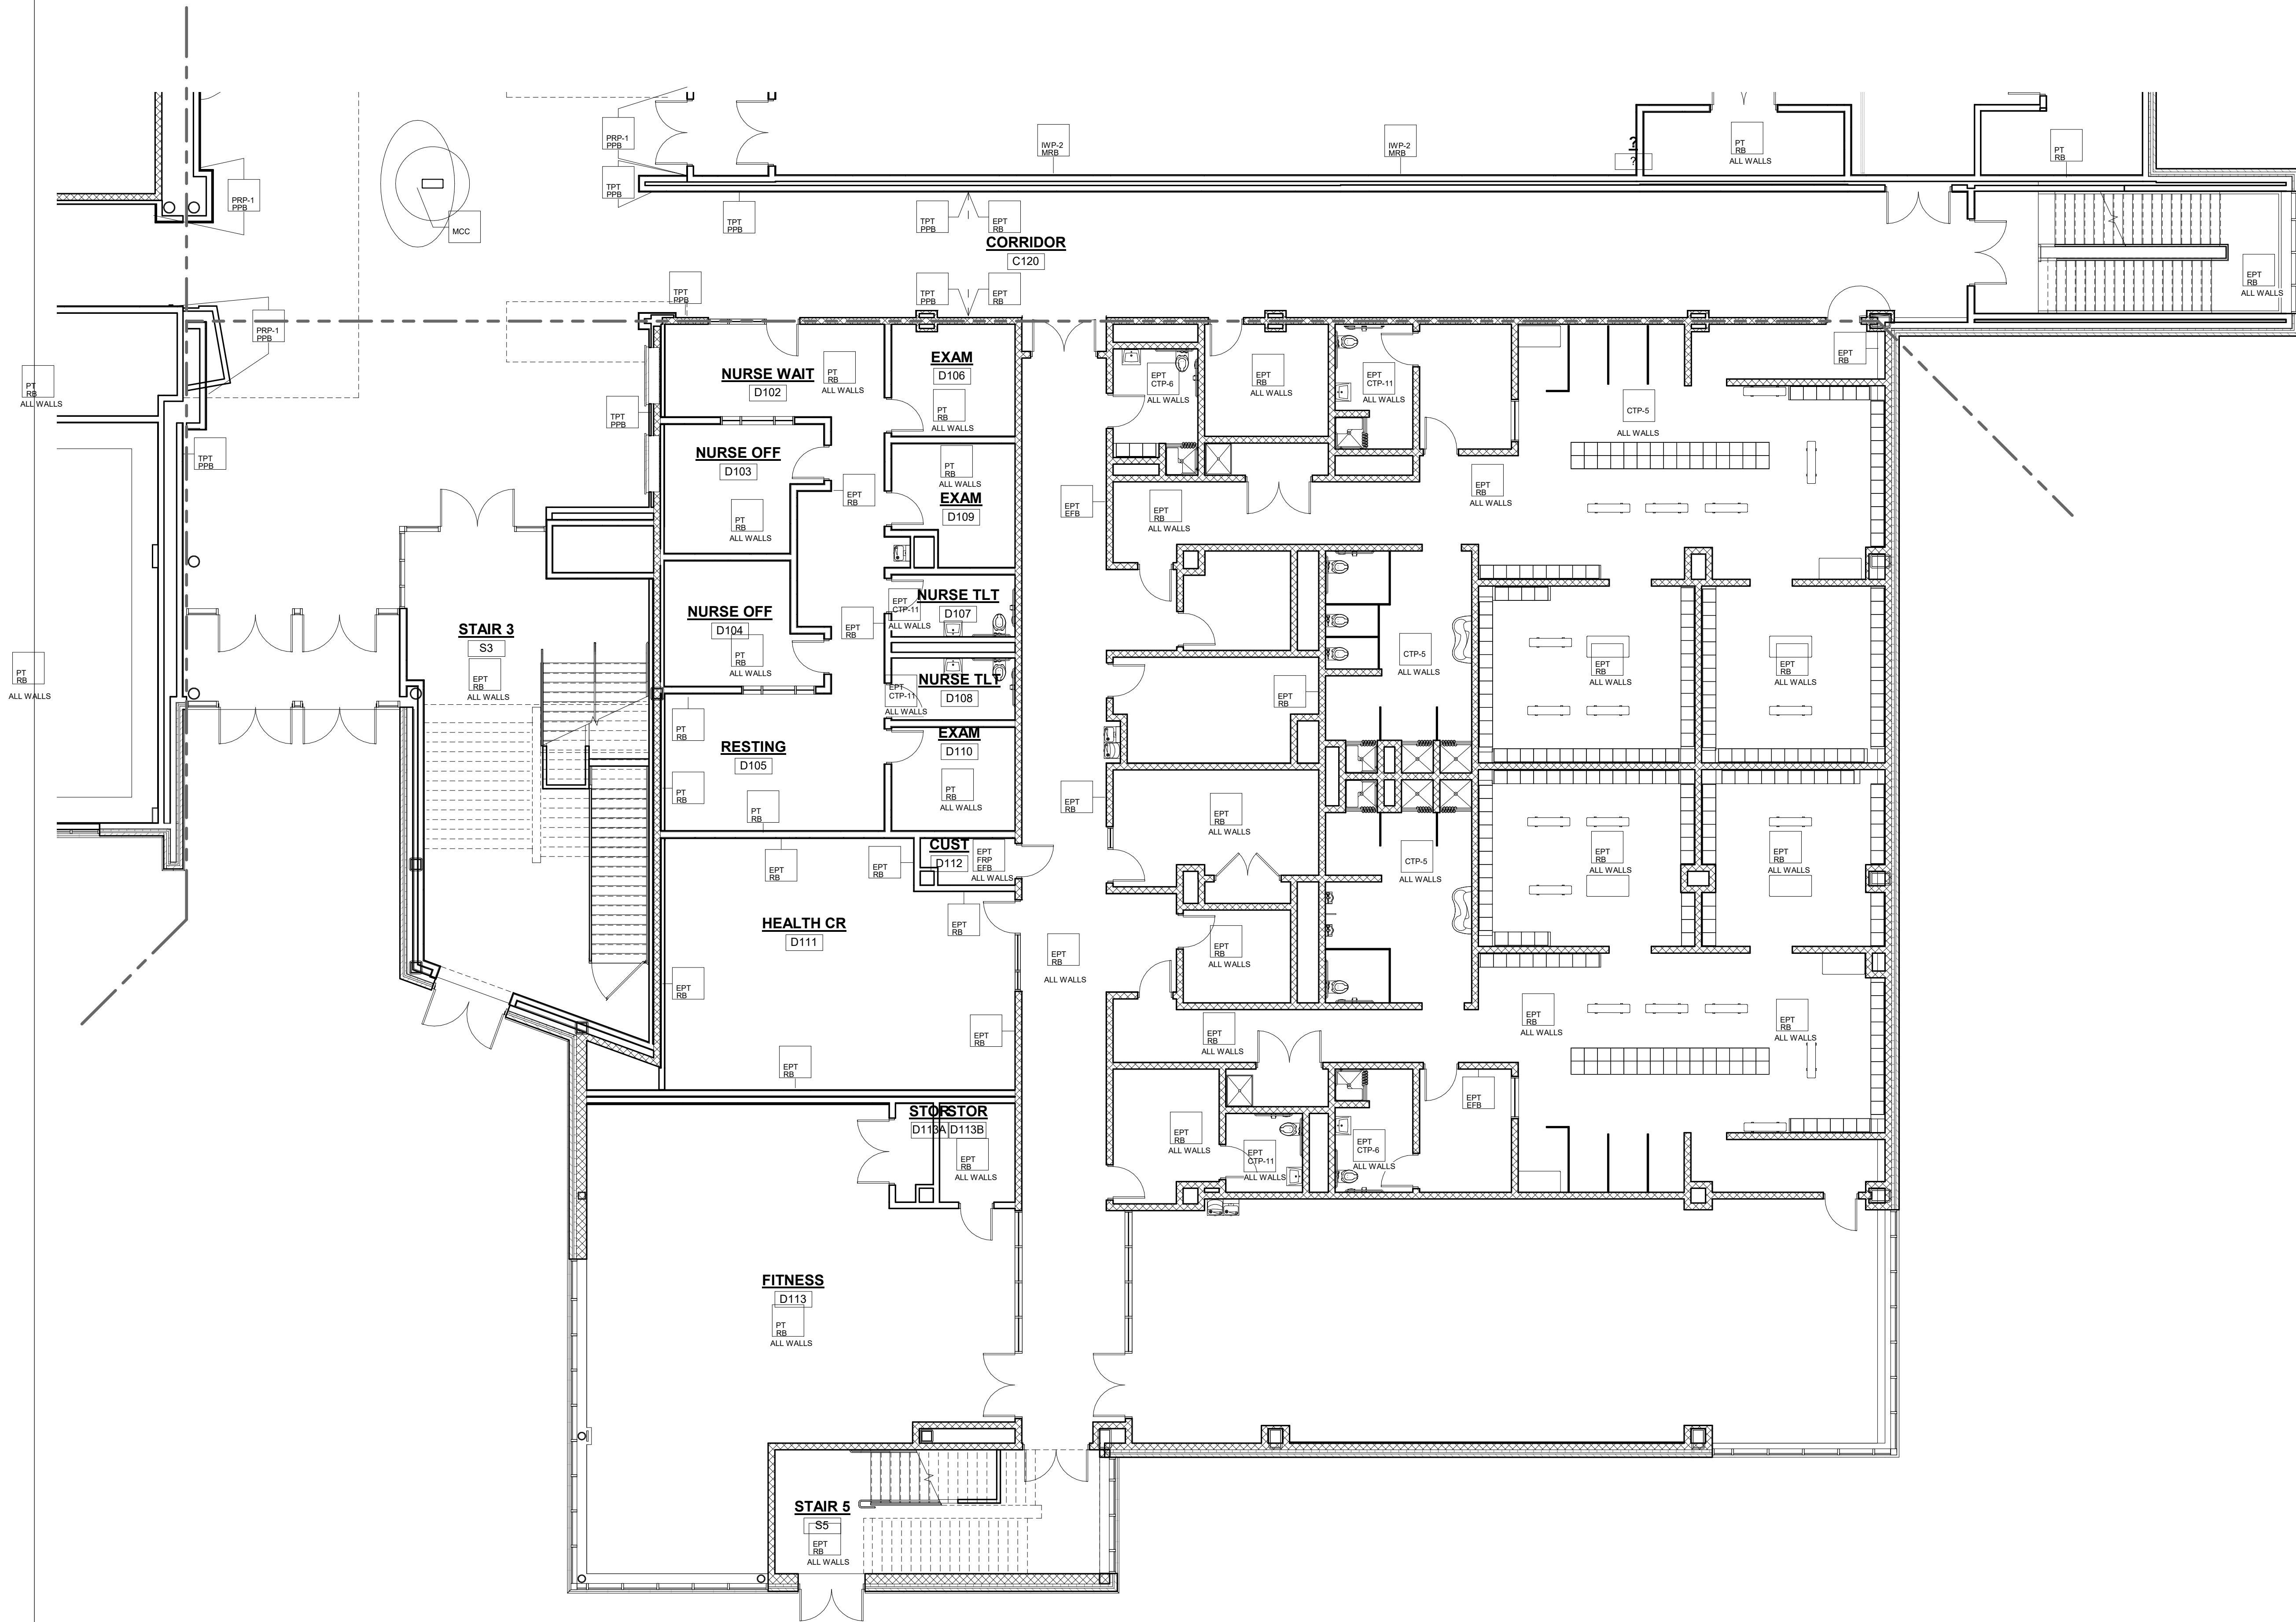 PRP-1
PPB
IWP-2
MRB
IWP-2
MRB
?
?
PT
RB
ALL WALLS
PT
RB
PRP-1
PPB
TPT
PPB
MCC
TPT
PPB
TPT
PPB
EPT
RB
CORRIDOR
C120
TPT
PPB
EPT
RB
TPT
PPB
EPT
RB
ALL WALLS
PRP-1
PPB
PT
RB
ALL WALLS
TPT
PPB
TPT
PPB
NURSE WAIT
D102
PT
RB
ALL WALLS
EXAM
D106
PT
RB
ALL WALLS
EPT
CTP-6
ALL WALLS
EPT
RB
ALL WALLS
EPT
CTP-11
ALL WALLS
CTP-5
ALL WALLS
EPT
RB
NURSE OFF
D103
PT
RB
ALL WALLS
EPT
RB
PT
RB
ALL WALLS
EXAM
D109
EPT
EFB
EPT
RB
ALL WALLS
EPT
RB
ALL WALLS
STAIR 3
S3
EPT
RB
ALL WALLS
PT
RB
ALL WALLS
NURSE OFF
D104
PT
RB
ALL WALLS
EPT
RB
NURSE TLT
D107
EPT
CTP-11
ALL WALLS
NURSE TLT
D108
EPT
CTP-11
ALL WALLS
EPT
RB
CTP-5
ALL WALLS
EPT
RB
ALL WALLS
EPT
RB
ALL WALLS
PT
RB
RESTING
D105
PT
RB
PT
RB
EXAM
D110
PT
RB
ALL WALLS
EPT
RB
EPT
RB
ALL WALLS
CTP-5
ALL WALLS
EPT
RB
ALL WALLS
EPT
RB
ALL WALLS
EPT
RB
EPT
RB
CUST
D112
EPT
FRP
EFB
ALL WALLS
HEALTH CR
D111
EPT
RB
EPT
RB
ALL WALLS
EPT
RB
ALL WALLS
EPT
RB
EPT
RB
EPT
RB
EPT
RB
ALL WALLS
EPT
RB
ALL WALLS
EPT
RB
ALL WALLS
STOR
D113A
STOR
D113B
EPT
RB
ALL WALLS
EPT
RB
ALL WALLS
EPT
CTP-11
ALL WALLS
EPT
CTP-6
ALL WALLS
EPT
EFB
FITNESS
D113
PT
RB
ALL WALLS
STAIR 5
S5
EPT
RB
ALL WALLS